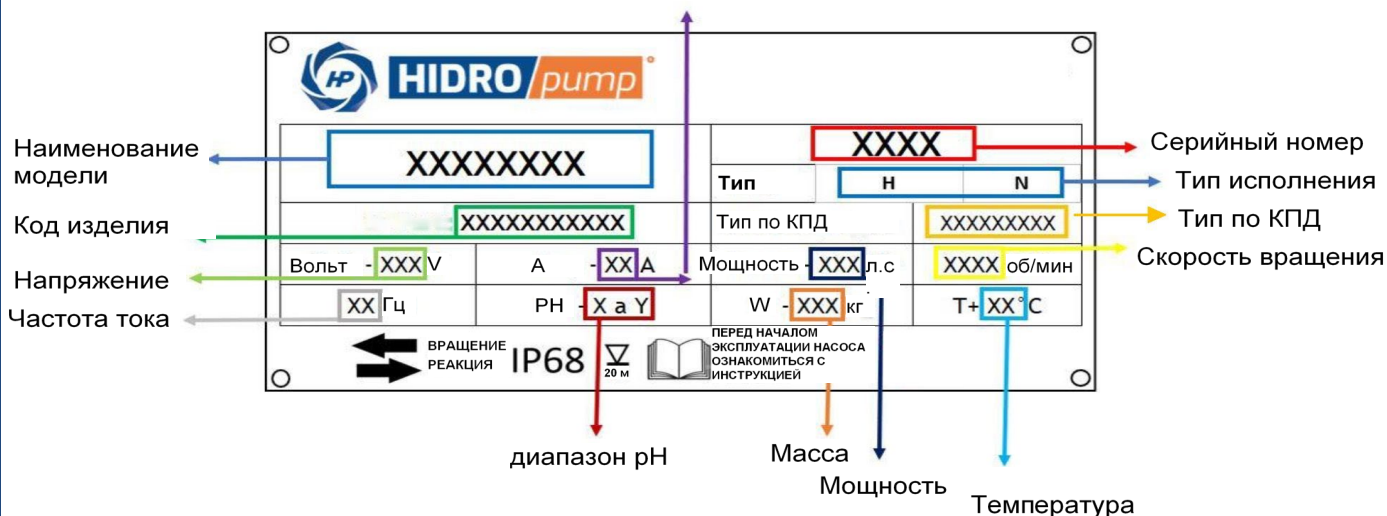 HP HIDRO pump°
Наименование
модели
XXXXXXXX
XXXX
Серийный номер
Тип H N
Тип исполнения
Код изделия
XXXXXXXXXXX
Тип по КПД
XXXXXXXXX
Тип по КПД
Скорость вращения
Напряжение
Вольт - XXX V
A - XX A
Мощность - XXX л.с
XXXX об/мин
Частота тока
XX Гц
PH - X a Y
W - XXX кг
T+ XX °C
ВРАЩЕНИЕ
РЕАКЦИЯ
IP68
20 м
ПЕРЕД НАЧАЛОМ
ЭКСПЛУАТАЦИИ НАСОСА
ОЗНАКОМИТЬСЯ С
ИНСТРУКЦИЕЙ
диапазон pH
Масса
Мощность
Температура